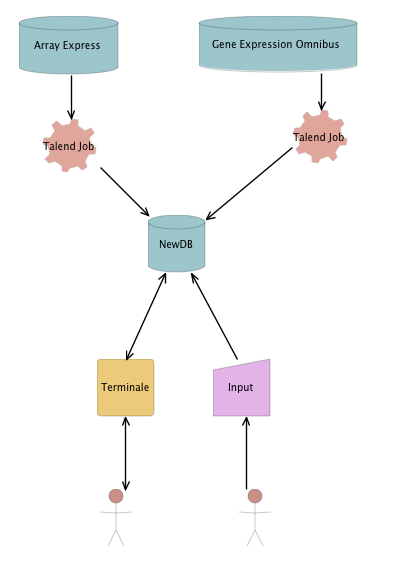 Array Express
Gene Expression Omnibus
Talend Job
Talend Job
NewDB
Terminale
Input